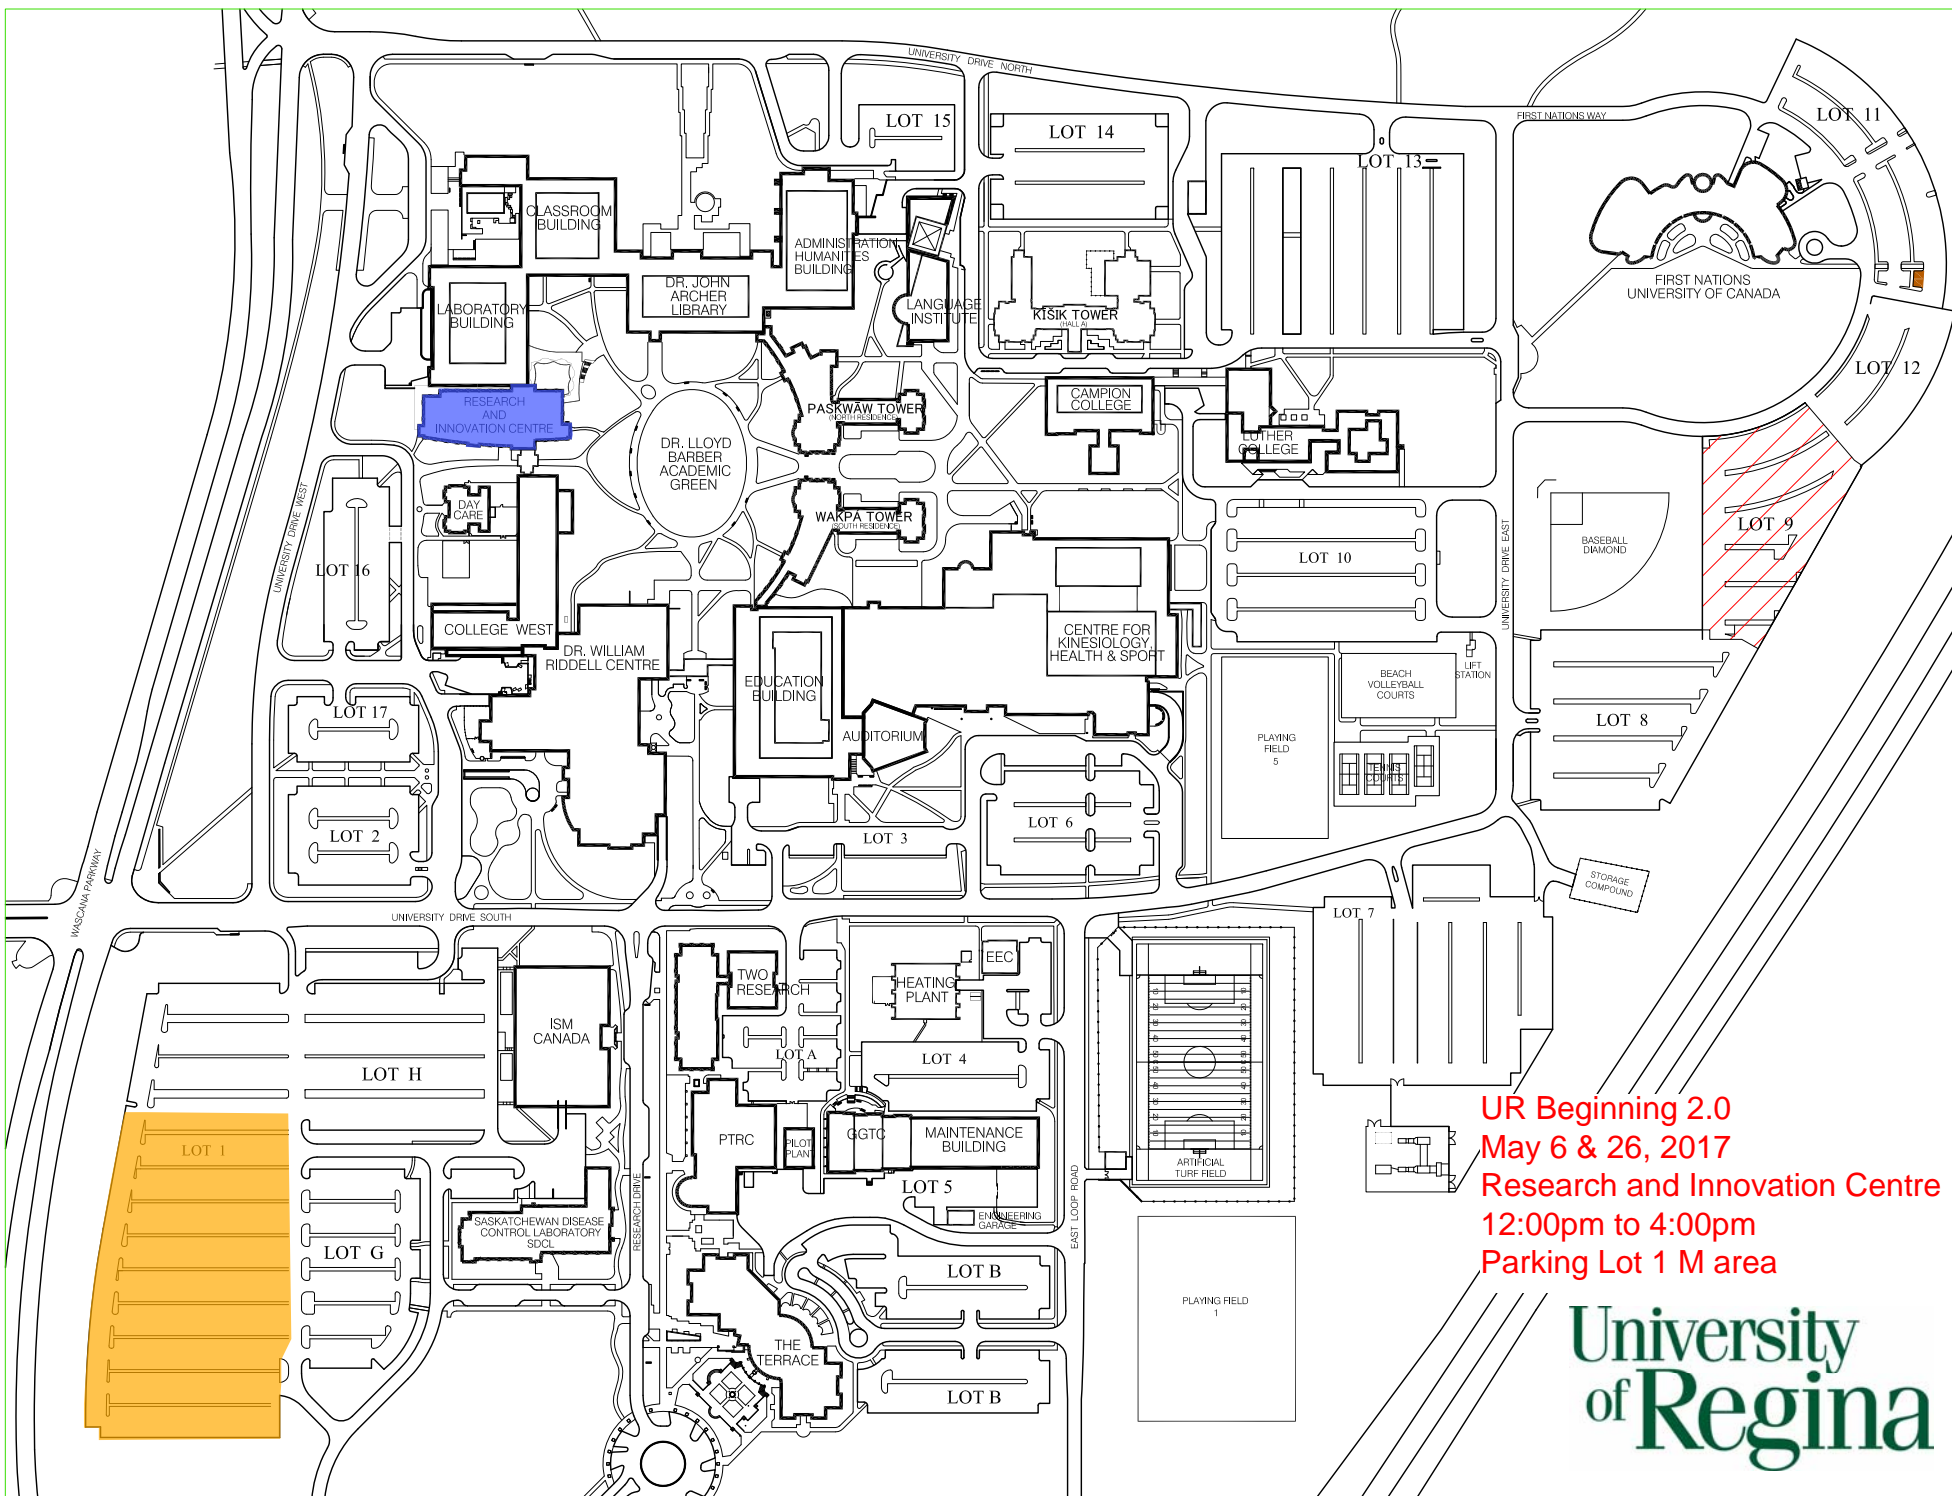 UNIVERSITY DRIVE NORTH
FIRST NATIONS WAY
LOT 11
LOT 15
LOT 14
LOT 13
CLASSROOM
BUILDING
ADMINISTRATION
HUMANITIES
BUILDING
DR. JOHN
ARCHER
LIBRARY
LABORATORY
BUILDING
LANGUAGE
INSTITUTE
KĪŠIK TOWER
(HALL A)
FIRST NATIONS
UNIVERSITY OF CANADA
LOT 12
RESEARCH
AND
INNOVATION CENTRE
PASKWĀW TOWER
(NORTH RESIDENCE)
CAMPION
COLLEGE
LUTHER
COLLEGE
DR. LLOYD
BARBER
ACADEMIC
GREEN
DAY
CARE
WAKPÁ TOWER
(SOUTH RESIDENCE)
UNIVERSITY DRIVE WEST
UNIVERSITY DRIVE EAST
LOT 16
LOT 10
BASEBALL
DIAMOND
LOT 9
COLLEGE WEST
DR. WILLIAM
RIDDELL CENTRE
CENTRE FOR
KINESIOLOGY,
HEALTH & SPORT
EDUCATION
BUILDING
BEACH
VOLLEYBALL
COURTS
LIFT
STATION
LOT 17
LOT 8
AUDITORIUM
PLAYING
FIELD
5
TENNIS
COURTS
LOT 2
LOT 3
LOT 6
WASCANA PARKWAY
STORAGE
COMPOUND
UNIVERSITY DRIVE SOUTH
LOT 7
TWO
RESEARCH
HEATING
PLANT
EEC
ISM
CANADA
LOT A
LOT 4
LOT H
LOT 1
PTRC
PILOT
PLANT
GGTC
MAINTENANCE
BUILDING
ARTIFICIAL
TURF FIELD
LOT 5
ENGINEERING
GARAGE
SASKATCHEWAN DISEASE
CONTROL LABORATORY
SDCL
RESEARCH DRIVE
EAST LOOP ROAD
LOT G
LOT B
PLAYING FIELD
1
THE
TERRACE
LOT B
UR Beginning 2.0
May 6 & 26, 2017
Research and Innovation Centre
12:00pm to 4:00pm
Parking Lot 1 M area
University
of Regina